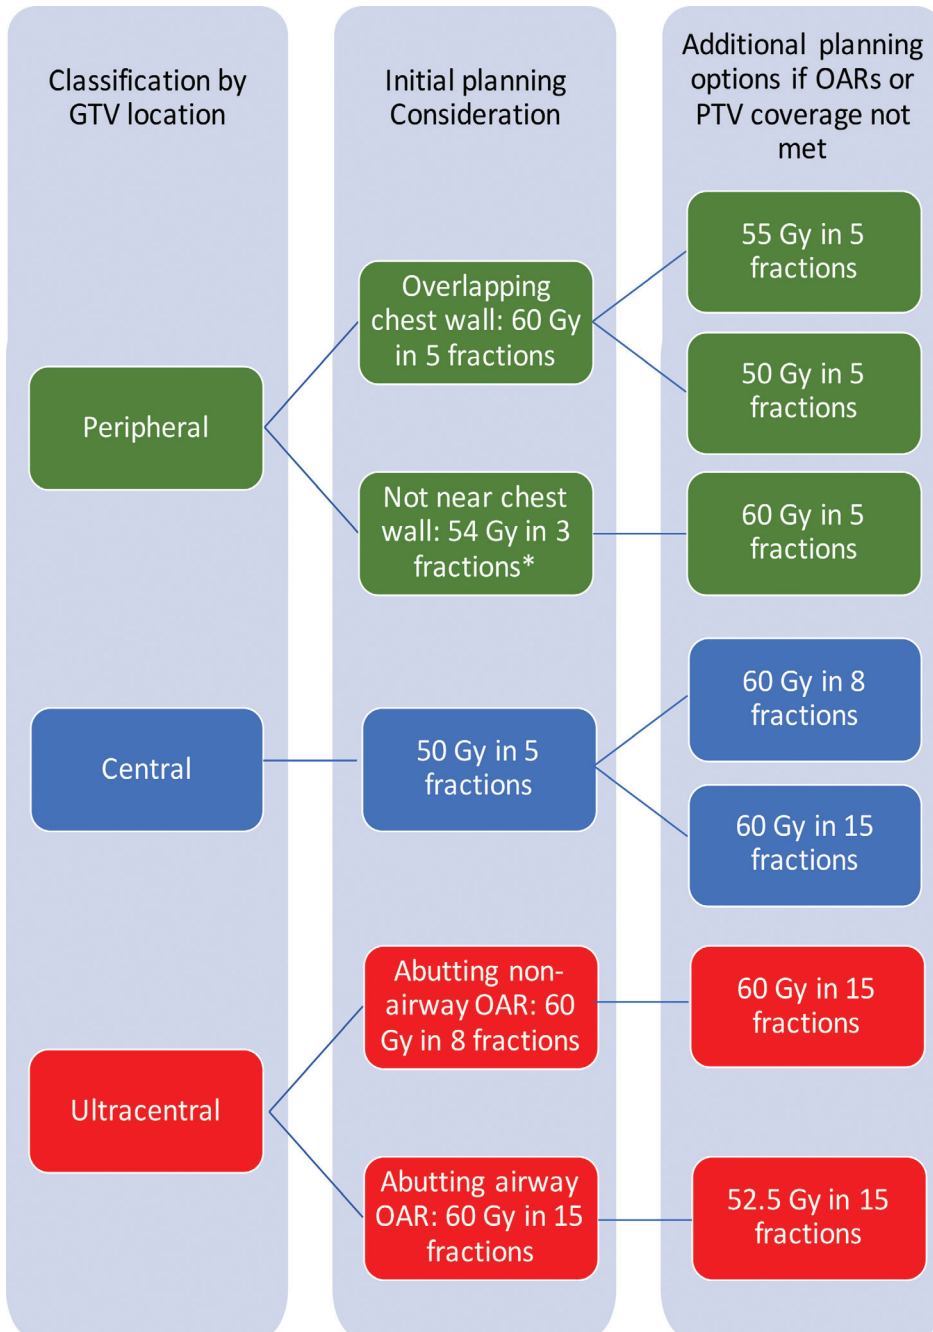 Classification by
GTV location
Initial planning
Consideration
Additional planning
options if OARs or
PTV coverage not
met
Peripheral
Overlapping
chest wall: 60 Gy
in 5 fractions
55 Gy in 5
fractions
50 Gy in 5
fractions
Not near chest
wall: 54 Gy in 3
fractions*
60 Gy in 5
fractions
Central
50 Gy in 5
fractions
60 Gy in 8
fractions
60 Gy in 15
fractions
Ultracentral
Abutting non-
airway OAR: 60
Gy in 8 fractions
60 Gy in 15
fractions
Abutting airway
OAR: 60 Gy in 15
fractions
52.5 Gy in 15
fractions